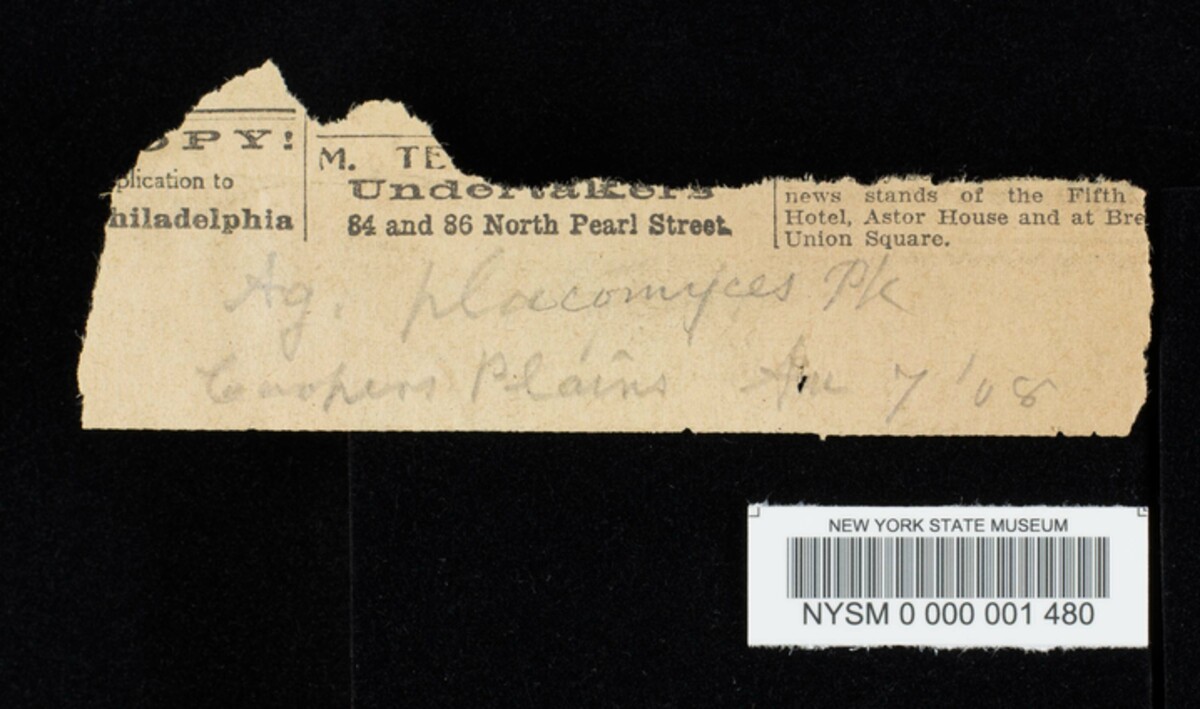 OPY!
plication to
hiladelphia
M. TE
Undertakers
84 and 86 North Pearl Street.
news stands of the Fifth
Hotel, Astor House and at Bre
Union Square.
Ag. placomyces Pk
Coopers Plains 7 '08
NEW YORK STATE MUSEUM
NYSM 0 000 001 480